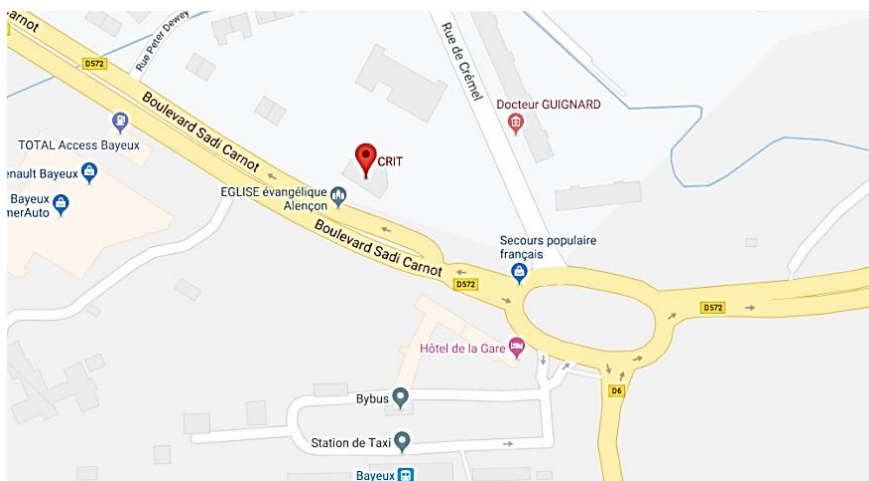 Rue Peter Dewey
D572
Boulevard Sadi Carnot
Rue de Crémel
Docteur GUIGNARD
TOTAL Access Bayeux
CRIT
enault Bayeux
EGLISE évangélique
Alençon
Bayeux
merAuto
Boulevard Sadi Carnot
Secours populaire
français
D572
D572
Hôtel de la Gare
D6
Bybus
Station de Taxi
Bayeux
Carnot